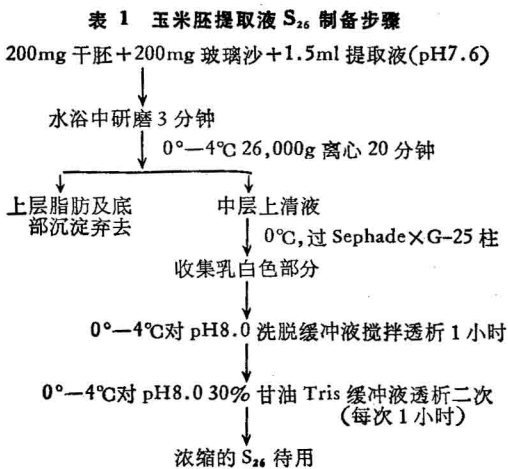 表 1 玉米胚提取液 S₂₆ 制备步骤
200mg 干胚＋200mg 玻璃沙＋1.5ml 提取液(pH7.6)
水浴中研磨 3 分钟
0°—4℃ 26,000g 离心 20 分钟
上层脂肪及底
部沉淀弃去
中层上清液
0℃, 过 Sephade×G-25 柱
收集乳白色部分
0°—4℃对 pH8.0 洗脱缓冲液搅拌透析 1 小时
0°—4℃对 pH8.0 30% 甘油 Tris 缓冲液透析二次
(每次 1 小时)
浓缩的 S₂₆ 待用